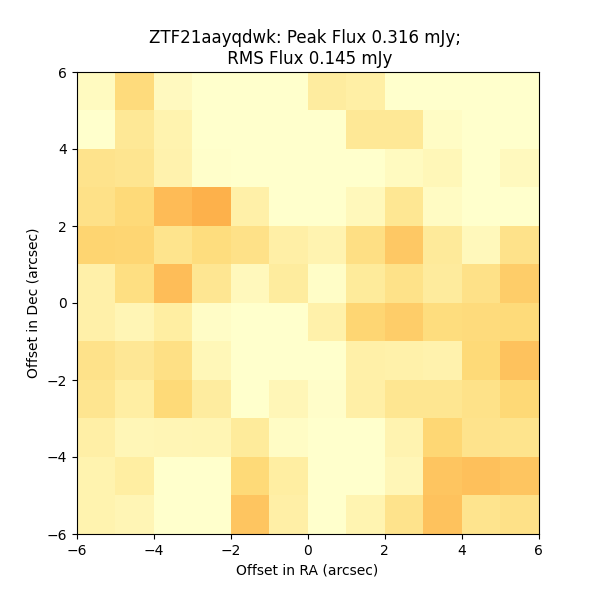 ZTF21aayqdwk: Peak Flux 0.316 mJy;
RMS Flux 0.145 mJy
6
4
2
0
−2
−4
−6
Offset in Dec (arcsec)
−6 −4 −2 0 2 4 6
Offset in RA (arcsec)